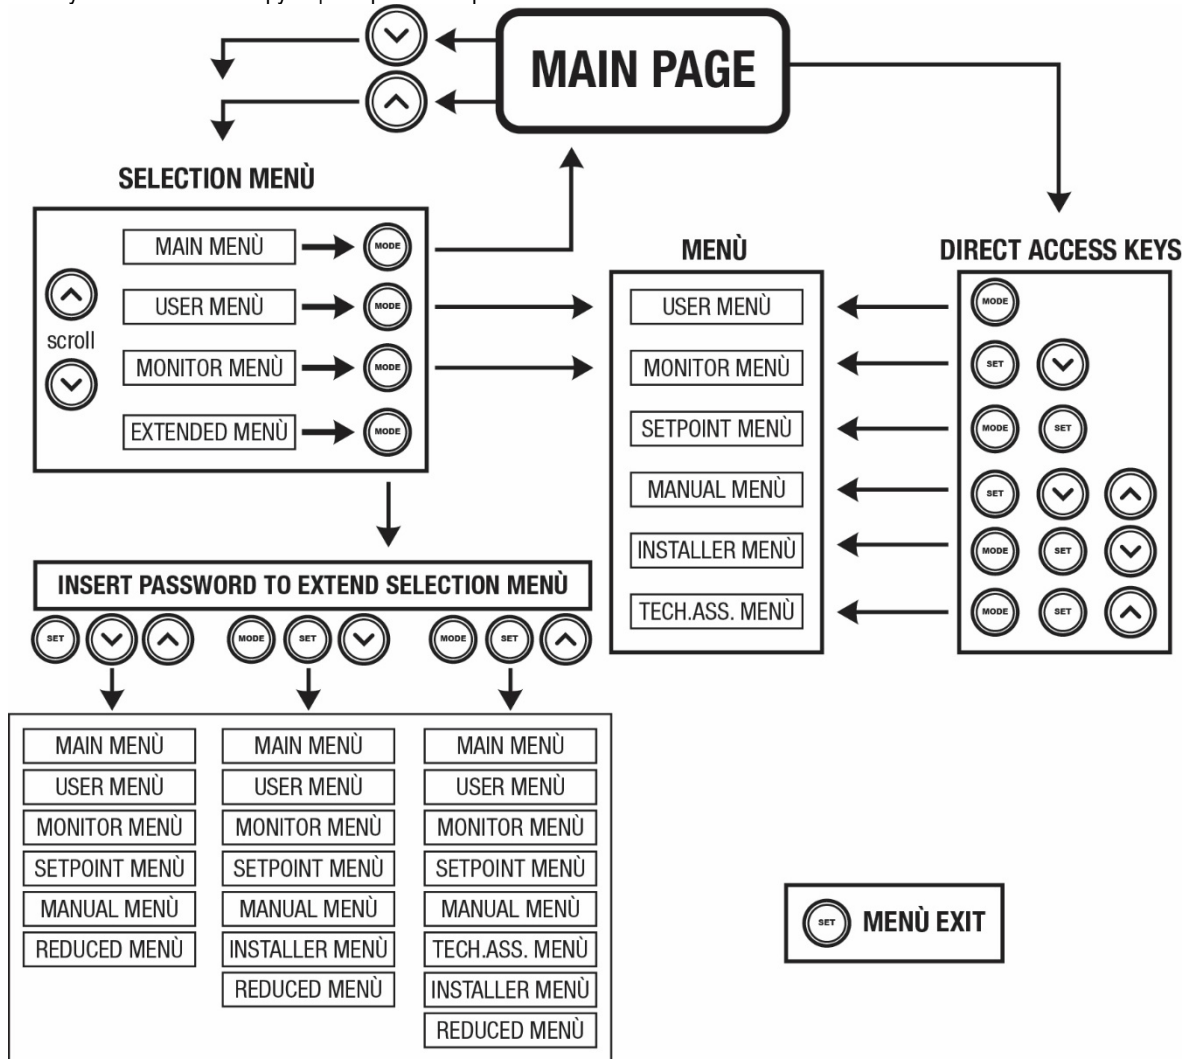 MAIN PAGE
SELECTION MENÙ
MAIN MENÙ
MODE
USER MENÙ
MODE
scroll
MONITOR MENÙ
MODE
EXTENDED MENÙ
MODE
MENÙ
USER MENÙ
MONITOR MENÙ
SETPOINT MENÙ
MANUAL MENÙ
INSTALLER MENÙ
TECH.ASS. MENÙ
DIRECT ACCESS KEYS
MODE
SET
MODE SET
SET
MODE SET
MODE SET
INSERT PASSWORD TO EXTEND SELECTION MENÙ
SET
MODE SET
MODE SET
MAIN MENÙ
USER MENÙ
MONITOR MENÙ
SETPOINT MENÙ
MANUAL MENÙ
REDUCED MENÙ
MAIN MENÙ
USER MENÙ
MONITOR MENÙ
SETPOINT MENÙ
MANUAL MENÙ
INSTALLER MENÙ
REDUCED MENÙ
MAIN MENÙ
USER MENÙ
MONITOR MENÙ
SETPOINT MENÙ
MANUAL MENÙ
TECH.ASS. MENÙ
INSTALLER MENÙ
REDUCED MENÙ
SET MENÙ EXIT